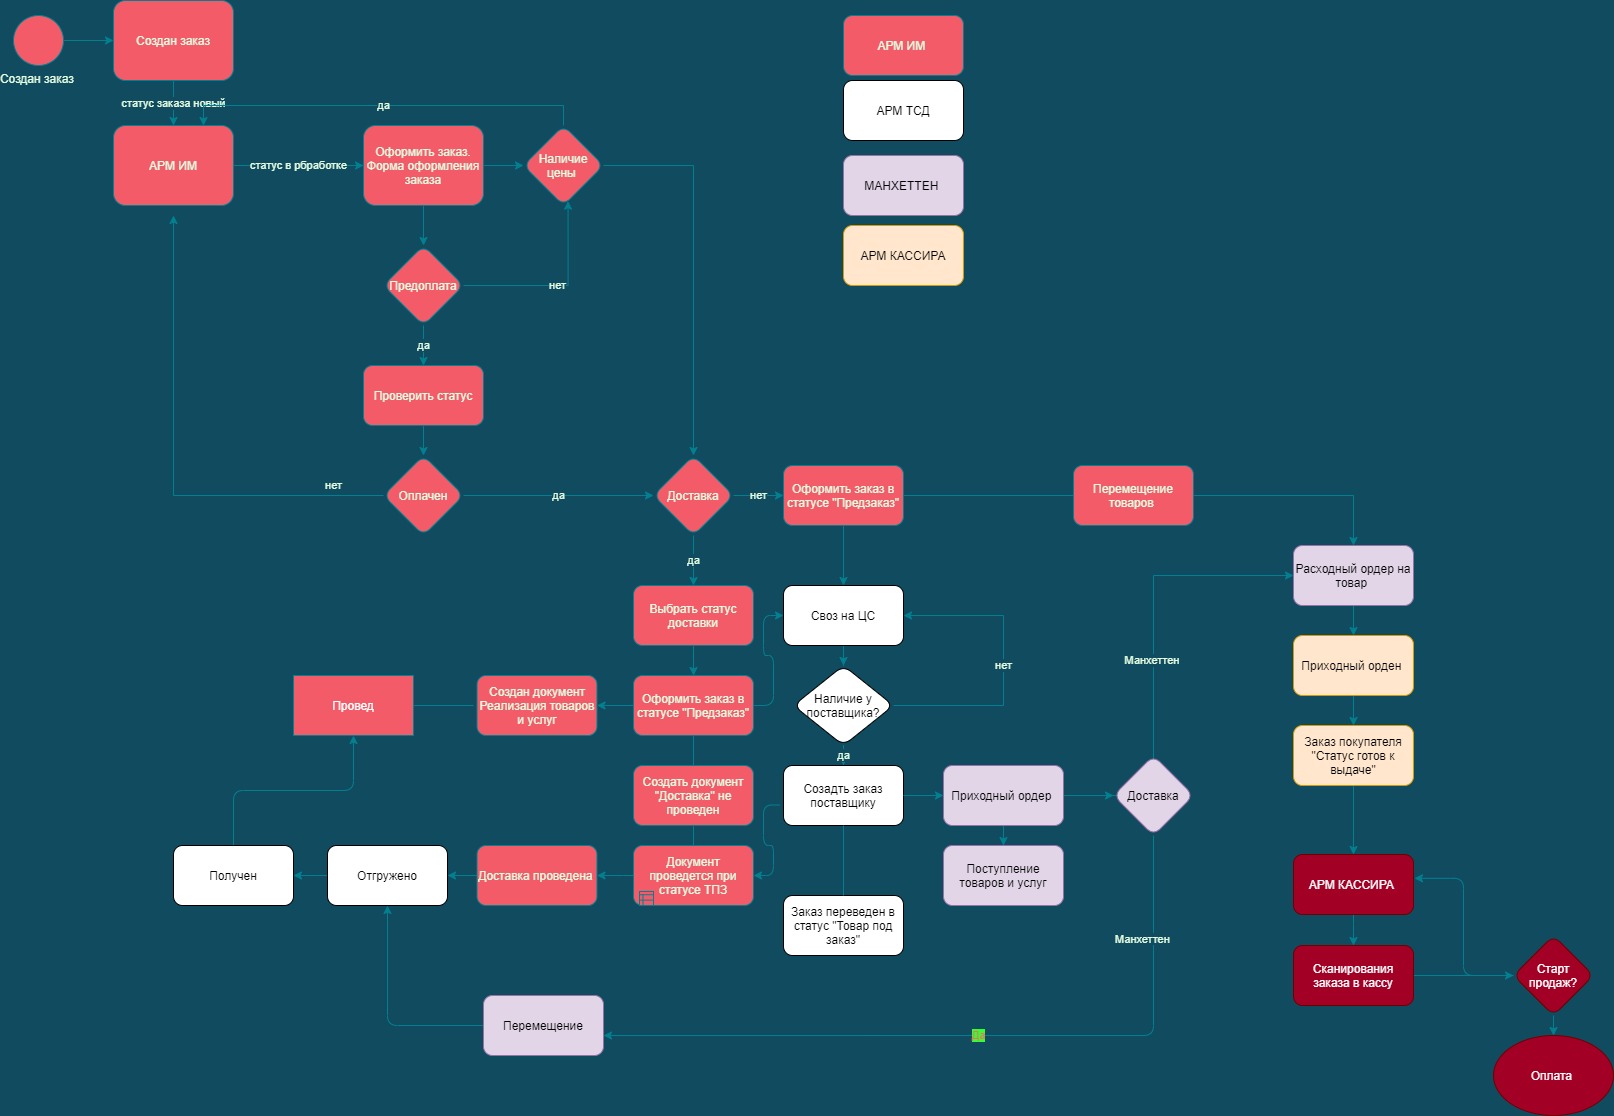 Создан заказ
Создан заказ
статус заказа новый
АРМ ИМ
статус в рбработке
Оформить заказ.
Форма оформления
заказа
Наличие
цены
да
АРМ ИМ
АРМ ТСД
МАНХЕТТЕН
АРМ КАССИРА
Предоплата
нет
да
Проверить статус
Оплачен
нет
да
Доставка
нет
Оформить заказ в
статусе "Предзаказ"
Перемещение
товаров
да
Выбрать статус
доставки
Своз на ЦС
Расходный ордер на
товар
нет
Манхеттен
Приходный орден
Провед
Создан документ
Реализация товаров
и услуг
Оформить заказ в
статусе "Предзаказ"
Наличие у
поставщика?
да
Заказ покупателя
"Статус готов к
выдаче"
Создать документ
"Доставка" не
проведен
Созадть заказ
поставщику
Приходный ордер
Доставка
Получен
Отгружено
Доставка проведена
Документ
проведется при
статусе ТПЗ
Поступление
товаров и услуг
АРМ КАССИРА
Заказ переведен в
статус "Товар под
заказ"
Манхеттен
Сканирования
заказа в кассу
Старт
продаж?
Перемещение
Оплата